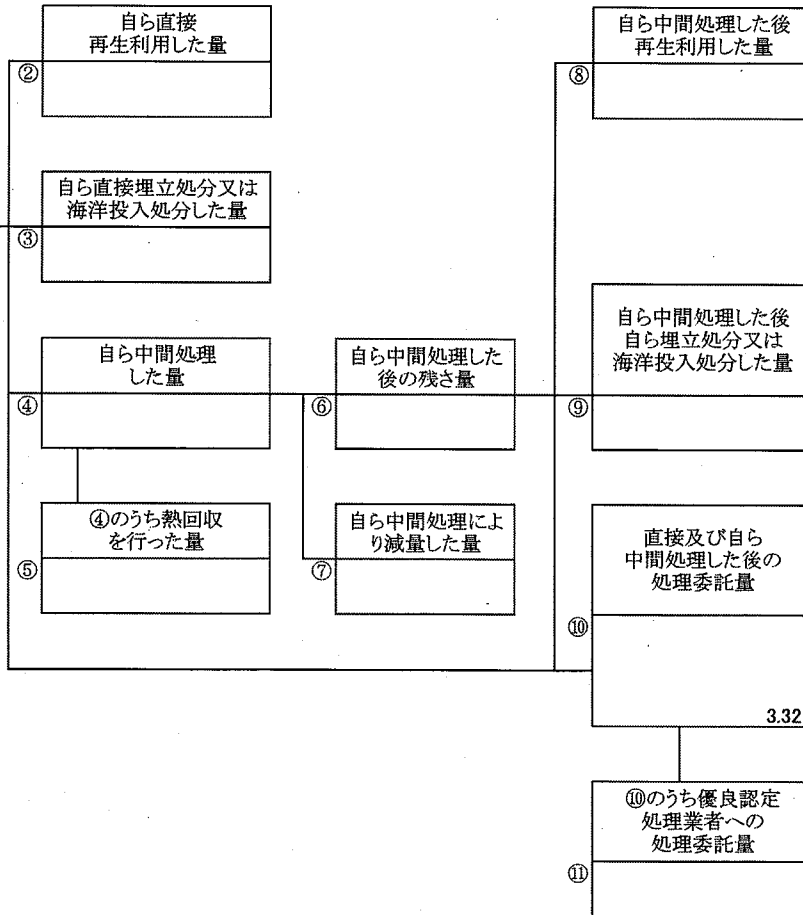 自ら直接
再生利用した量
②
自ら直接埋立処分又は
海洋投入処分した量
③
自ら中間処理
した量
④
④のうち熱回収
を行った量
⑤
自ら中間処理した
後の残さ量
⑥
自ら中間処理によ
り減量した量
⑦
自ら中間処理した後
再生利用した量
⑧
自ら中間処理した後
自ら埋立処分又は
海洋投入処分した量
⑨
直接及び自ら
中間処理した後の
処理委託量
⑩
3.32
⑩のうち優良認定
処理業者への
処理委託量
⑪